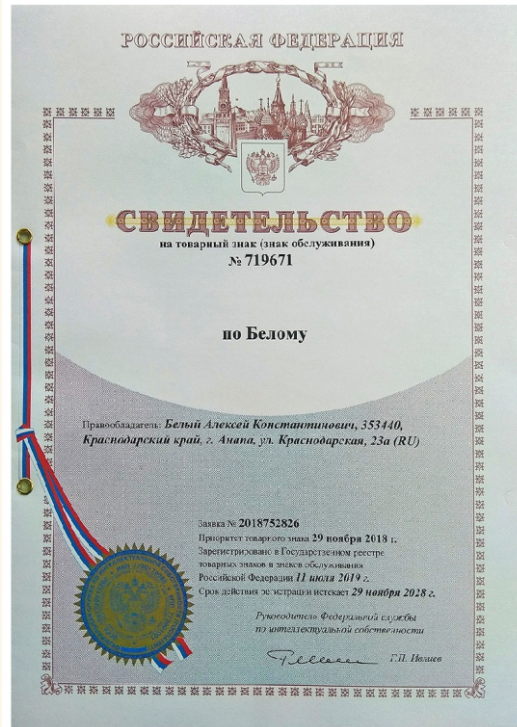 РОССИЙСКАЯ ФЕДЕРАЦИЯ
СВИДЕТЕЛЬСТВО
на товарный знак (знак обслуживания)
№ 719671
по Белому
Правообладатель: Белый Алексей Константинович, 353440,
Краснодарский край, г. Анапа, ул. Краснодарская, 23а (RU)
Заявка № 2018752826
Приоритет товарного знака 29 ноября 2018 г.
Зарегистрировано в Государственном реестре
товарных знаков и знаков обслуживания
Российской Федерации 11 июля 2019 г.
Срок действия регистрации истекает 29 ноября 2028 г.
Руководитель Федеральной службы
по интеллектуальной собственности
Г.П. Ивлиев